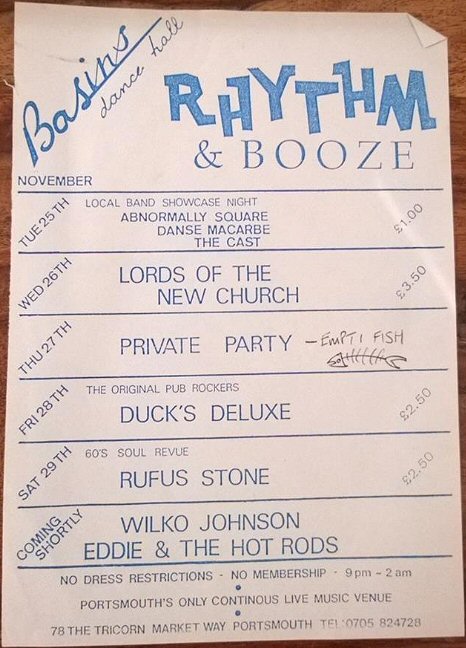 Basins
dance hall
RHYTHM
& BOOZE
NOVEMBER
TUE 25TH
LOCAL BAND SHOWCASE NIGHT
ABNORMALLY SQUARE
DANSE MACARBE
THE CAST
£1.00
WED 26TH
LORDS OF THE
NEW CHURCH
£3.50
THU 27TH
PRIVATE PARTY - EMPTI FISH
FRI 28TH
THE ORIGINAL PUB ROCKERS
DUCK'S DELUXE
£2.50
SAT 29TH
60'S SOUL REVUE
RUFUS STONE
£2.50
COMING
SHORTLY
WILKO JOHNSON
EDDIE & THE HOT RODS
NO DRESS RESTRICTIONS - NO MEMBERSHIP - 9pm ~ 2am
PORTSMOUTH'S ONLY CONTINOUS LIVE MUSIC VENUE
78 THE TRICORN MARKET WAY PORTSMOUTH TEL:0705 824728